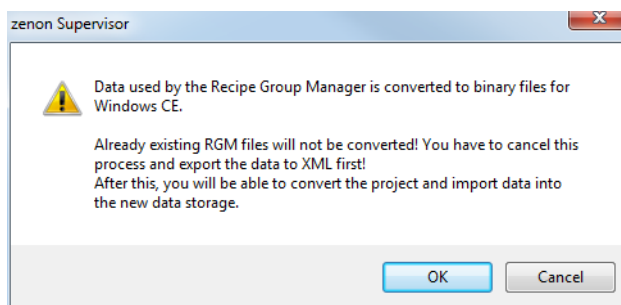 zenon Supervisor
Data used by the Recipe Group Manager is converted to binary files for
Windows CE.
Already existing RGM files will not be converted! You have to cancel this
process and export the data to XML first!
After this, you will be able to convert the project and import data into
the new data storage.
OK
Cancel